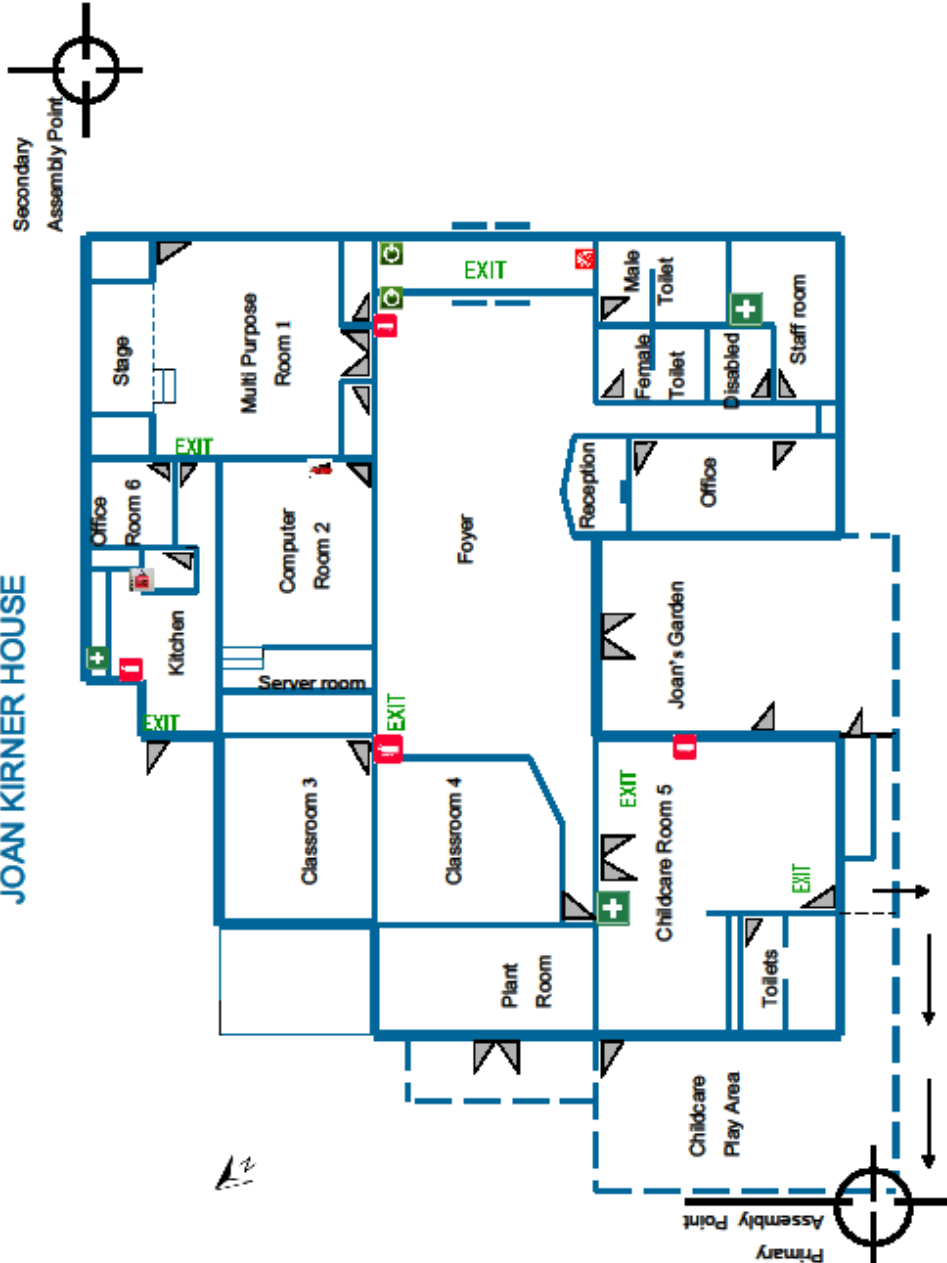 JOAN KIRNER HOUSE
Secondary
Assembly Point
Stage
Multi Purpose
Room 1
EXIT
Office
Room 6
Kitchen
EXIT
Computer
Room 2
Server room
Classroom 3
EXIT
Male
Toilet
Female
Toilet
Disabled
Staff room
Foyer
Reception
Office
EXIT
Classroom 4
Joan's Garden
EXIT
Childcare Room 5
EXIT
Toilets
Plant
Room
Childcare
Play Area
N
Primary
Assembly Point